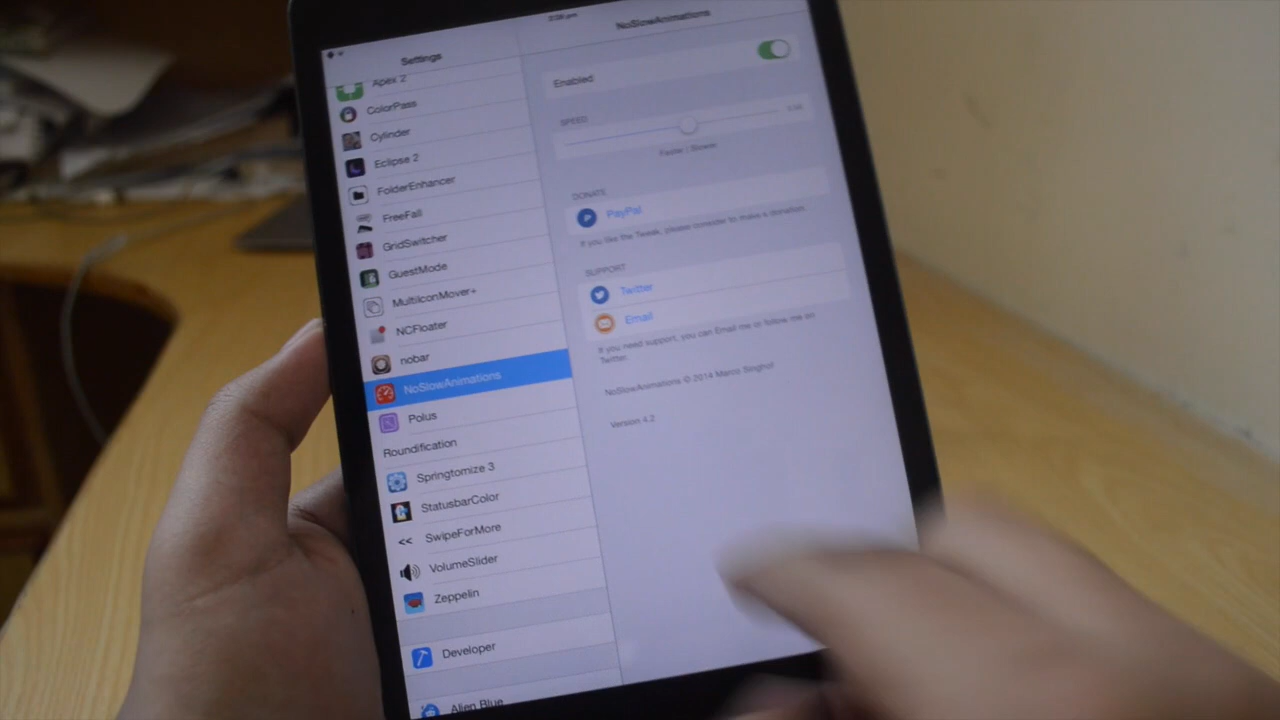 Settings
Apex 2
ColorPass
Cylinder
Eclipse 2
FolderEnhancer
FreeFall
GridSwitcher
GuestMode
MultiIconMover+
NCFloater
nobar
NoSlowAnimations
Polus
Roundification
Springtomize 3
StatusbarColor
<< SwipeForMore
VolumeSlider
Zeppelin
Developer
Alien Blue
NoSlowAnimations
Enabled
SPEED
Faster | Slower
DONATE
PayPal
If you like the Tweak, please consider to make a donation.
SUPPORT
Twitter
Email
If you need support, you can Email me or follow me on
Twitter.
NoSlowAnimations © 2014 Marco Singhof
Version 4.2